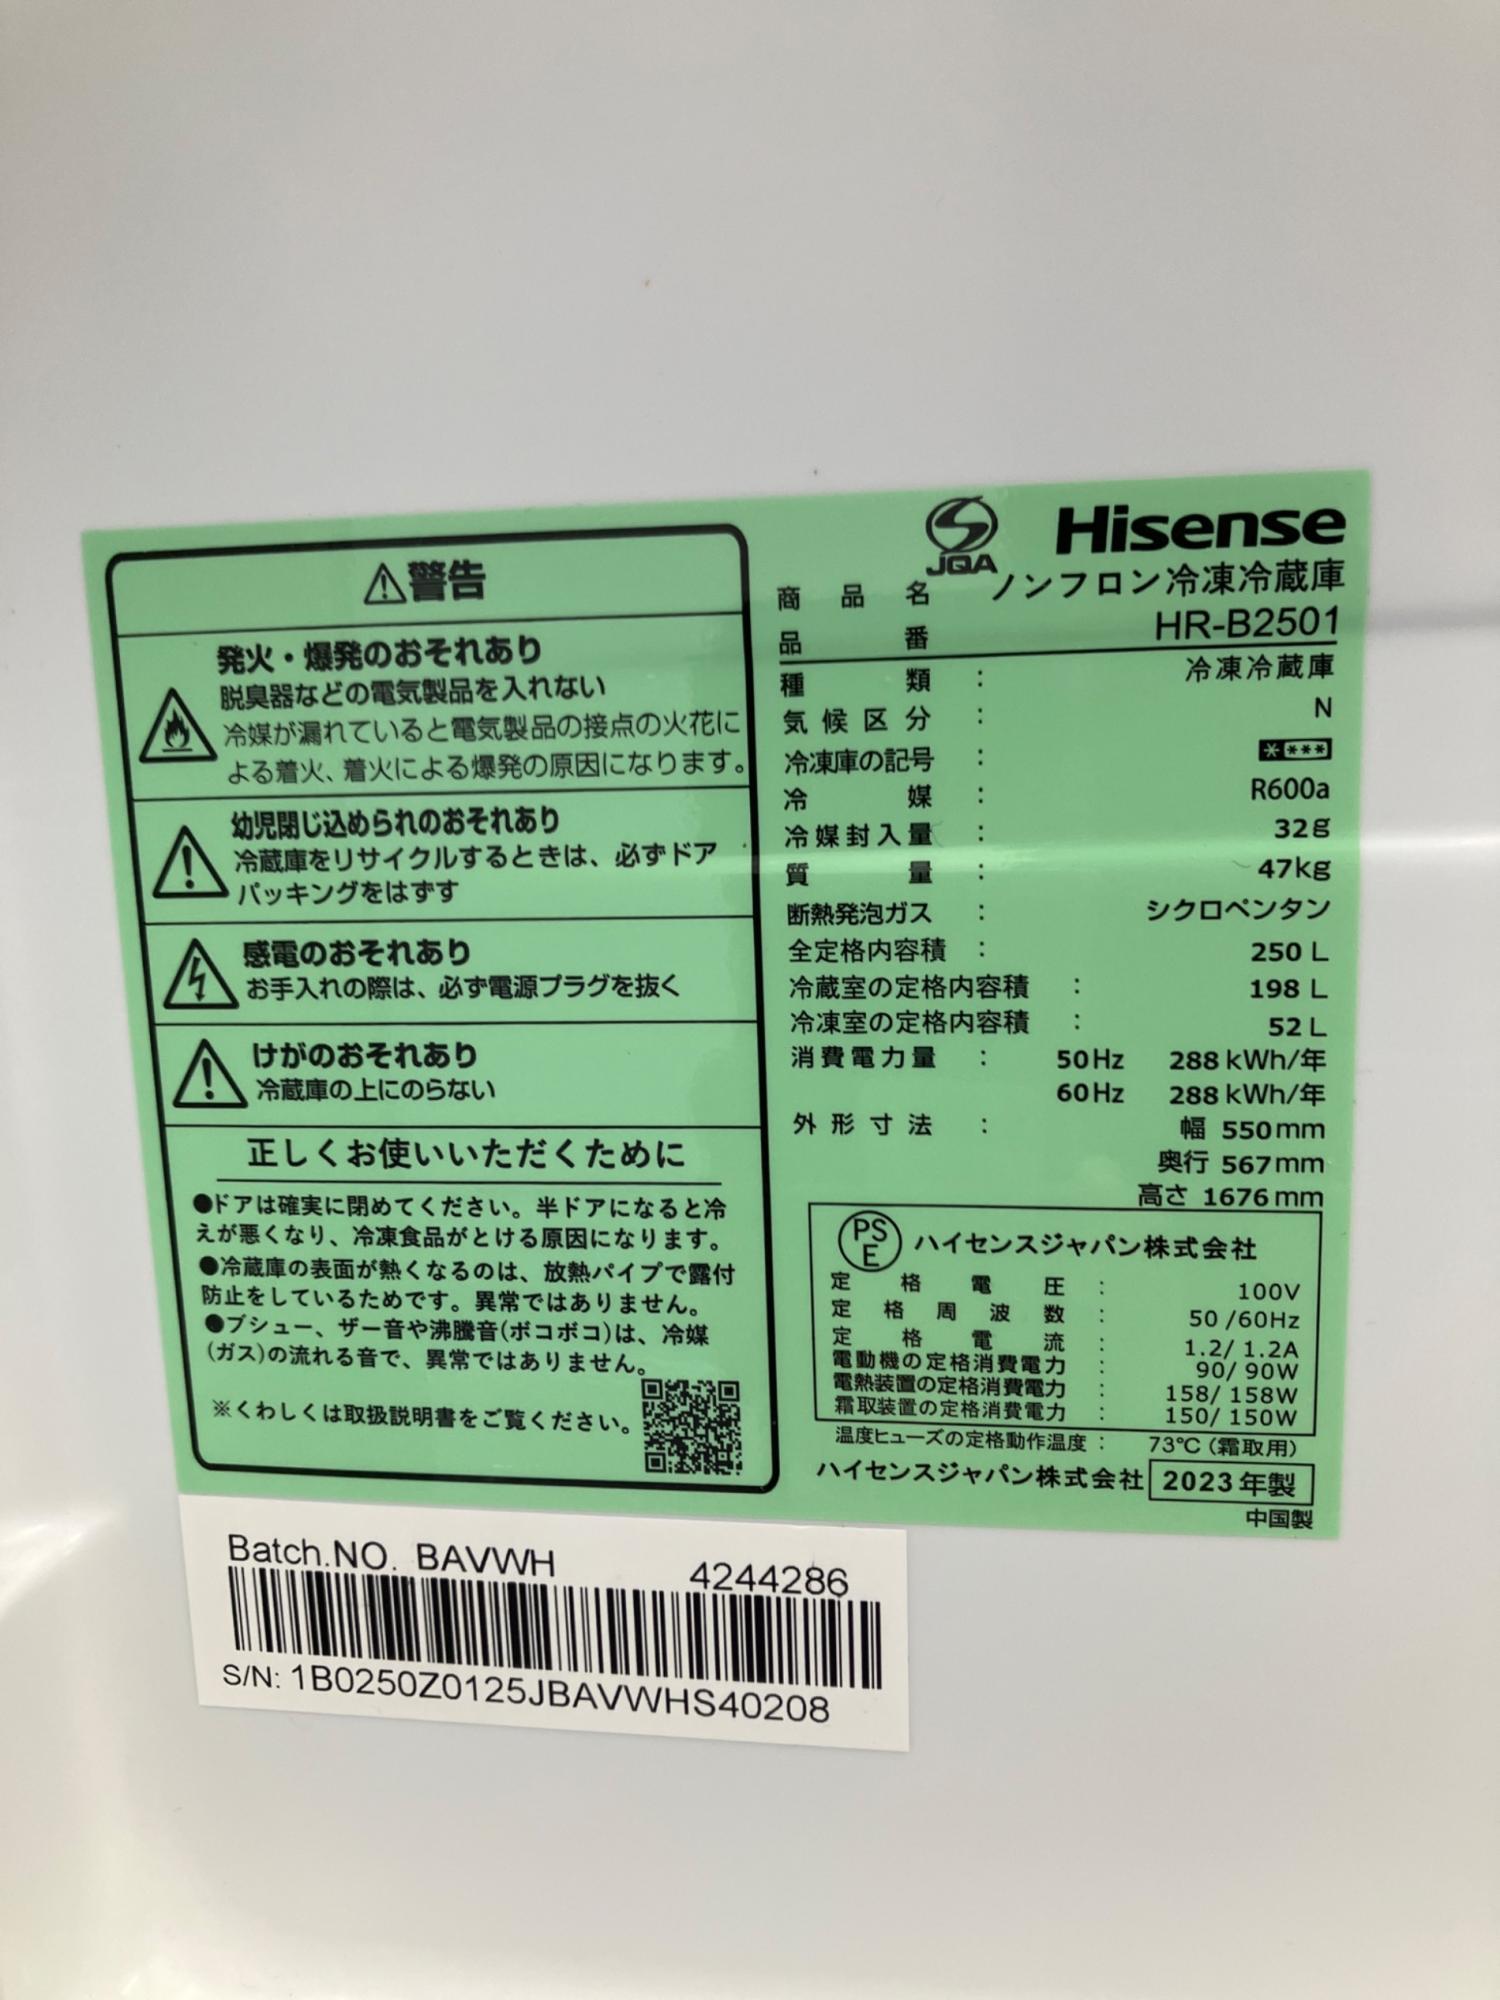 ⚠警告
発火・爆発のおそれあり
脱臭器などの電気製品を入れない
冷媒が漏れていると電気製品の接点の火花に
よる着火、着火による爆発の原因になります。
幼児閉じ込められのおそれあり
冷蔵庫をリサイクルするときは、必ずドア
パッキングをはずす
感電のおそれあり
お手入れの際は、必ず電源プラグを抜く
けがのおそれあり
冷蔵庫の上にのらない
正しくお使いいただくために
●ドアは確実に閉めてください。半ドアになると冷
えが悪くなり、冷凍食品がとける原因になります。
●冷蔵庫の表面が熱くなるのは、放熱パイプで露付
防止をしているためです。異常ではありません。
●ブシュー、ザー音や沸騰音(ボコボコ)は、冷媒
(ガス)の流れる音で、異常ではありません。
※くわしくは取扱説明書をご覧ください。
JQA Hisense
商品名 ノンフロン冷凍冷蔵庫
品番 HR-B2501
種類 : 冷凍冷蔵庫
気候区分 : N
冷凍庫の記号 : ****
冷媒 : R600a
冷媒封入量 : 32g
質量 : 47kg
断熱発泡ガス : シクロペンタン
全定格内容積 : 250 L
冷蔵室の定格内容積 : 198 L
冷凍室の定格内容積 : 52 L
消費電力量 : 50Hz 288 kWh/年
60Hz 288 kWh/年
外形寸法 : 幅 550mm
奥行 567mm
高さ 1676mm
PSE ハイセンスジャパン株式会社
定格電圧 : 100V
定格周波数 : 50 /60Hz
定格電流 : 1.2/ 1.2A
電動機の定格消費電力 : 90/ 90W
電熱装置の定格消費電力 : 158/ 158W
霜取装置の定格消費電力 : 150/ 150W
温度ヒューズの定格動作温度 : 73℃(霜取用)
ハイセンスジャパン株式会社 2023年製
中国製
Batch.NO. BAVWH 4244286
S/N: 1B0250Z0125JBAVWHS40208